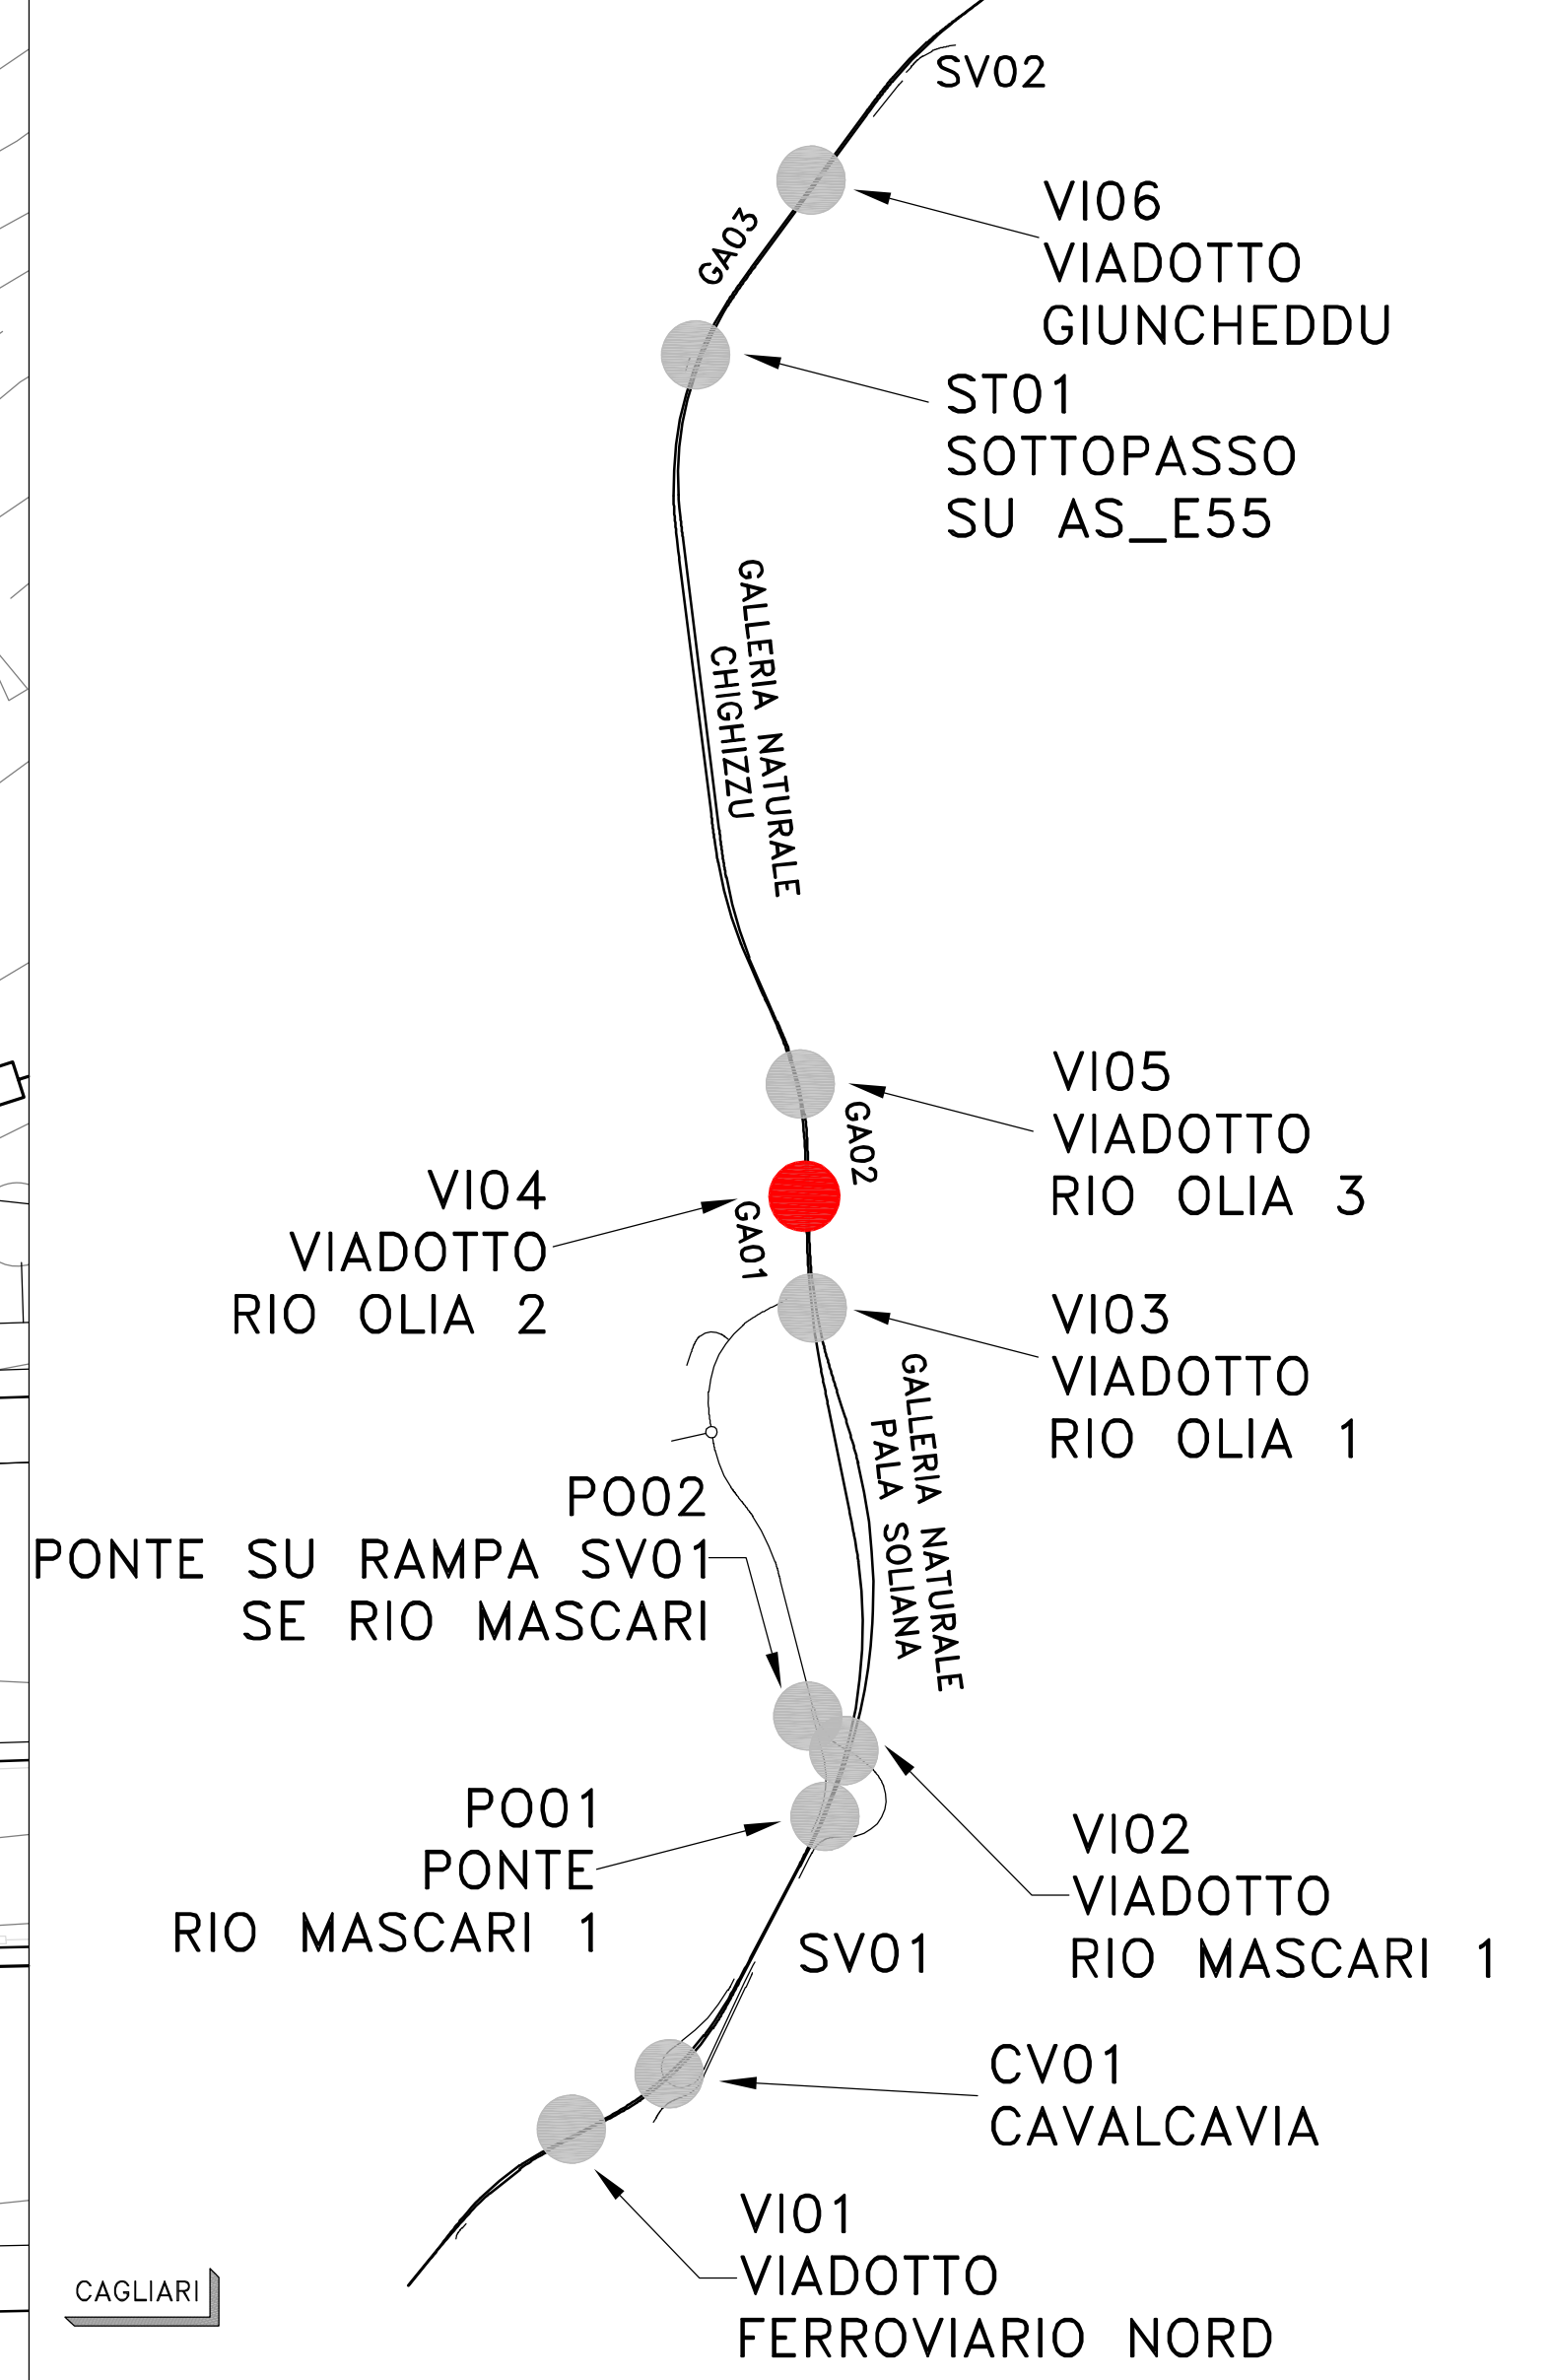 SV02
VI06
VIADOTTO
GIUNCHEDDU
GA03
ST01
SOTTOPASSO
SU AS_E55
GALLERIA NATURALE
CHIGHIZZU
VI05
VIADOTTO
RIO OLIA 3
GA02
VI04
VIADOTTO
RIO OLIA 2
GA01
VI03
VIADOTTO
RIO OLIA 1
GALLERIA NATURALE
PALA SOLIANA
PO02
PONTE SU RAMPA SV01
SE RIO MASCARI
PO01
PONTE
RIO MASCARI 1
VI02
VIADOTTO
RIO MASCARI 1
SV01
CV01
CAVALCAVIA
VI01
VIADOTTO
FERROVIARIO NORD
CAGLIARI